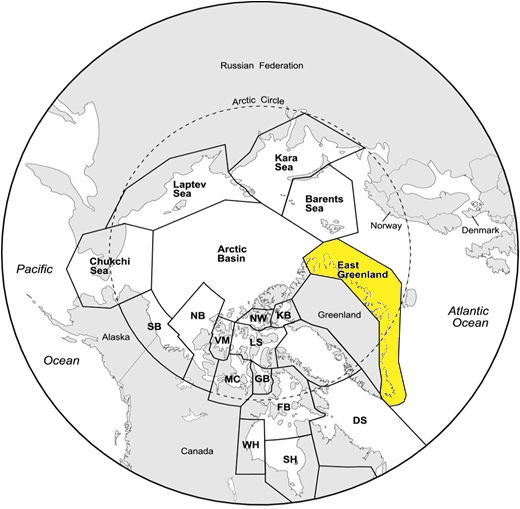 Russian Federation
Arctic Circle
Kara
Sea
Laptev
Sea
Barents
Sea
Norway
Denmark
Pacific
Chukchi
Sea
Arctic
Basin
East
Greenland
Atlantic
Ocean
NB
NW
KB
Greenland
Alaska
SB
VM
LS
Ocean
MC
GB
FB
DS
Canada
WH
SH